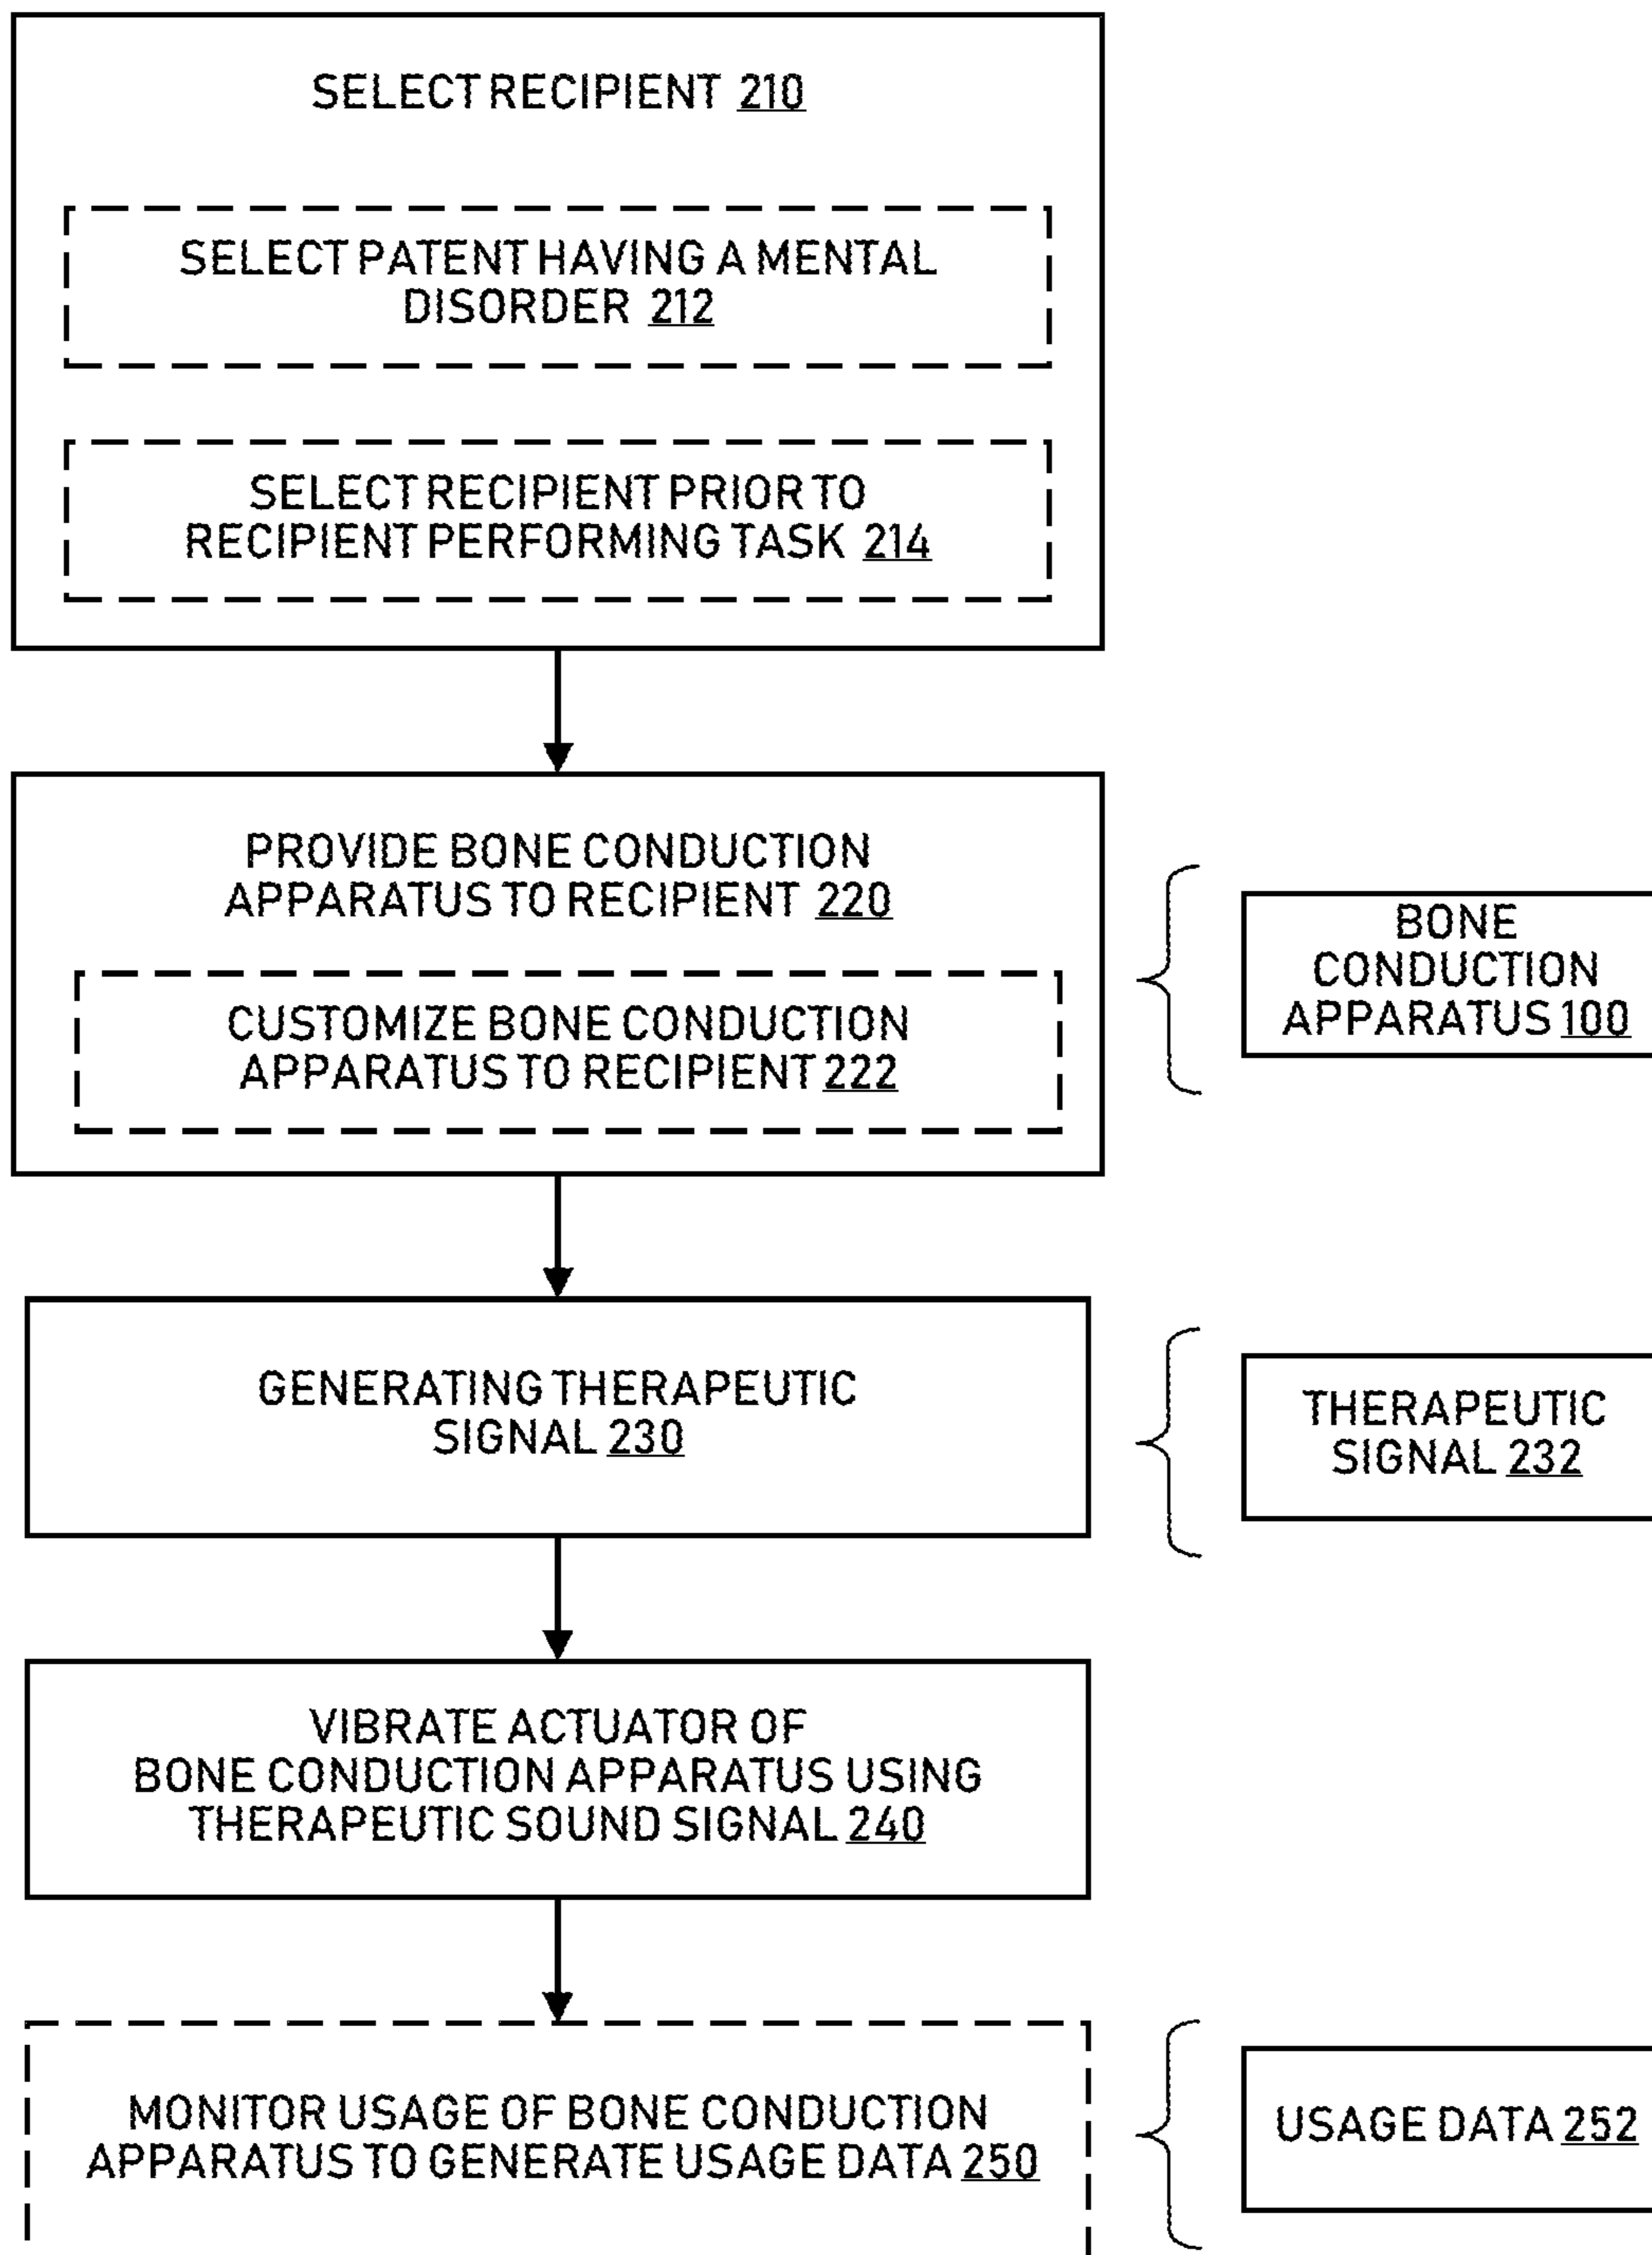 SELECT RECIPIENT 210
SELECT PATENT HAVING A MENTAL
DISORDER 212
SELECT RECIPIENT PRIOR TO
RECIPIENT PERFORMING TASK 214
PROVIDE BONE CONDUCTION
APPARATUS TO RECIPIENT 220
CUSTOMIZE BONE CONDUCTION
APPARATUS TO RECIPIENT 222
BONE
CONDUCTION
APPARATUS 100
GENERATING THERAPEUTIC
SIGNAL 230
THERAPEUTIC
SIGNAL 232
VIBRATE ACTUATOR OF
BONE CONDUCTION APPARATUS USING
THERAPEUTIC SOUND SIGNAL 240
MONITOR USAGE OF BONE CONDUCTION
APPARATUS TO GENERATE USAGE DATA 250
USAGE DATA 252